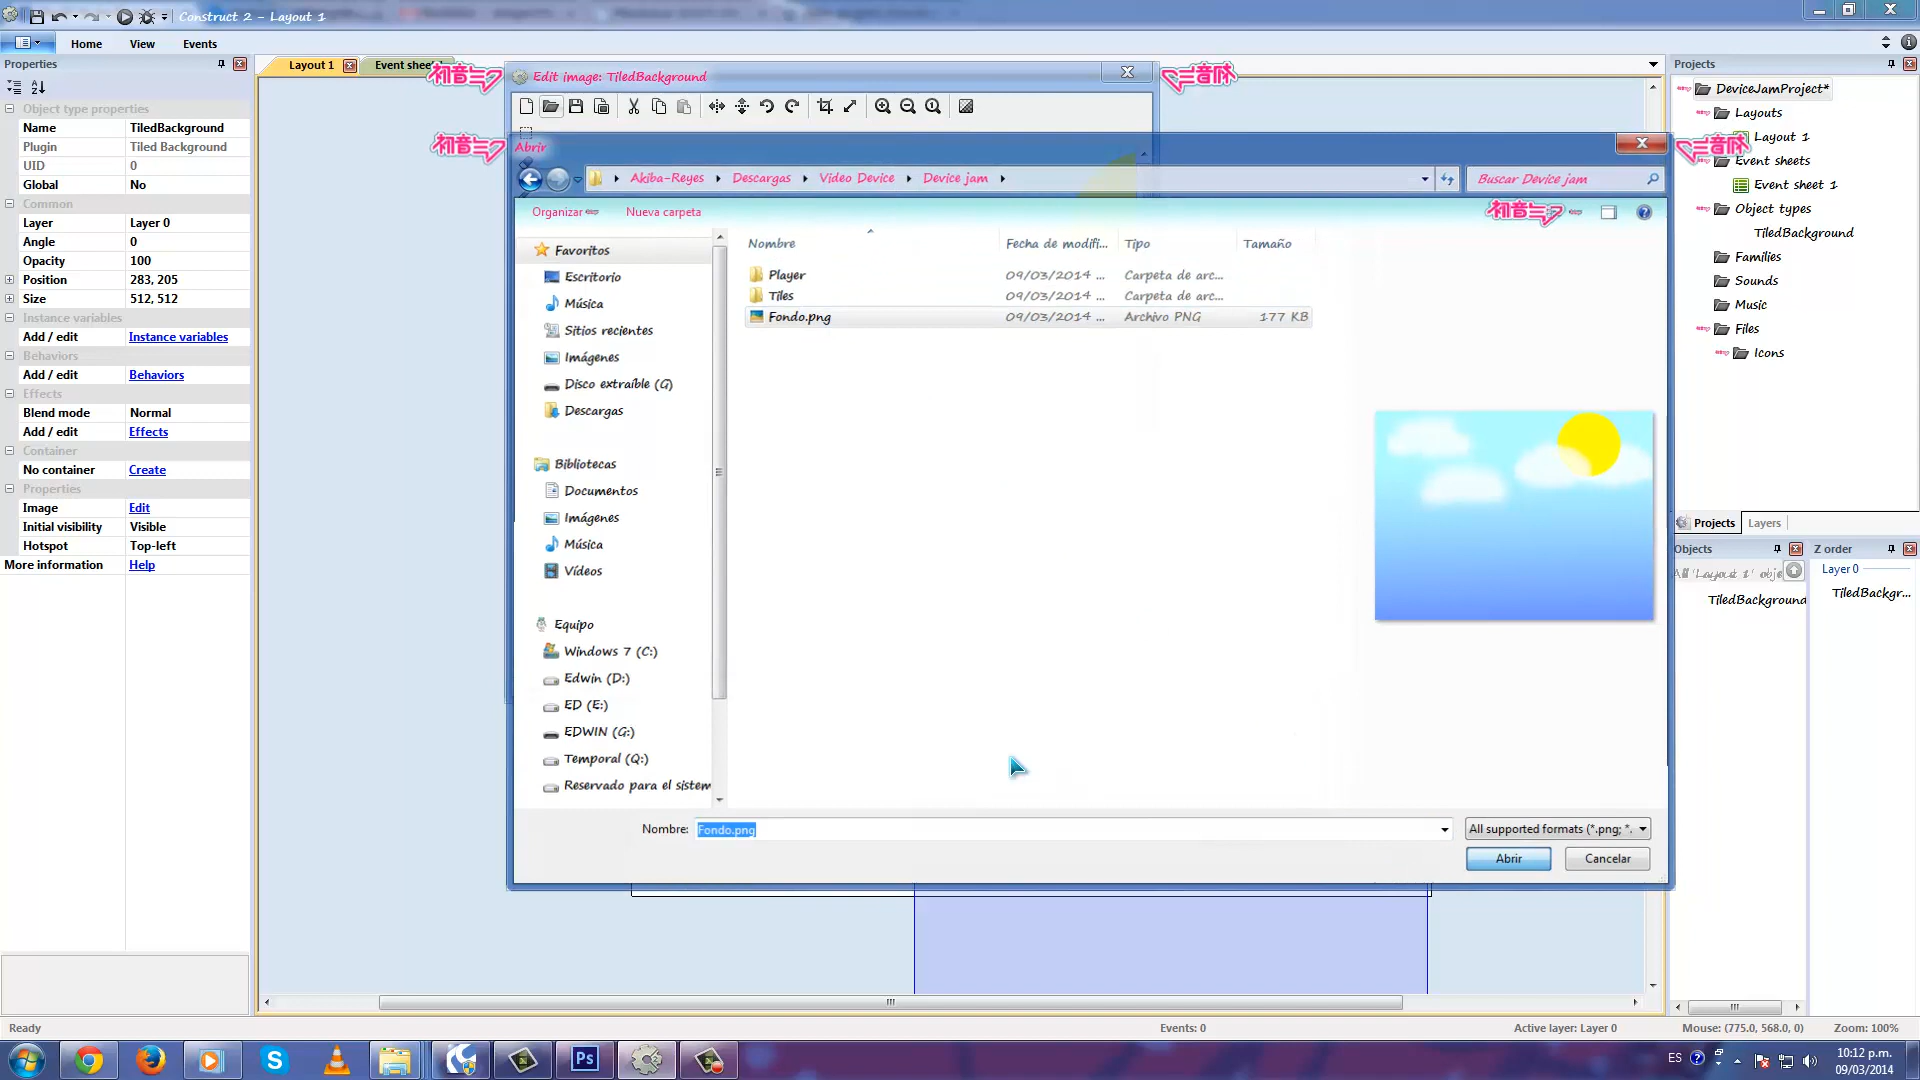 Construct 2 - Layout 1
Home
View
Events
Properties
Layout 1
Event sheet
Projects
Object type properties
Name
TiledBackground
Plugin
Tiled Background
UID
0
Global
No
Common
Layer
Layer 0
Angle
0
Opacity
100
Position
283, 205
Size
512, 512
Instance variables
Add / edit
Instance variables
Behaviors
Add / edit
Behaviors
Effects
Blend mode
Normal
Add / edit
Effects
Container
No container
Create
Properties
Image
Edit
Initial visibility
Visible
Hotspot
Top-left
More information
Help
Edit image: TiledBackground
Abrir
Akiba-Reyes
Descargas
Video Device
Device jam
Buscar Device jam
Organizar
Nueva carpeta
Favoritos
Escritorio
Música
Sitios recientes
Imágenes
Disco extraíble (G)
Descargas
Bibliotecas
Documentos
Imágenes
Música
Vídeos
Equipo
Windows 7 (C:)
Edwin (D:)
ED (E:)
EDWIN (G:)
Temporal (Q:)
Reservado para el sistem
Nombre
Fecha de modifi...
Tipo
Tamaño
Player
09/03/2014 ...
Carpeta de arc...
Tiles
09/03/2014 ...
Carpeta de arc...
Fondo.png
09/03/2014 ...
Archivo PNG
177 KB
Nombre:
Fondo.png
All supported formats (*.png; *.
Abrir
Cancelar
DeviceJamProject*
Layouts
Layout 1
Event sheets
Event sheet 1
Object types
TiledBackground
Families
Sounds
Music
Files
Icons
Projects
Layers
Objects
All 'Layout 1' obje
TiledBackground
Z order
Layer 0
TiledBackgr...
Ready
Events: 0
Active layer: Layer 0
Mouse: (775.0, 568.0, 0)
Zoom: 100%
ES
10:12 p.m.
09/03/2014